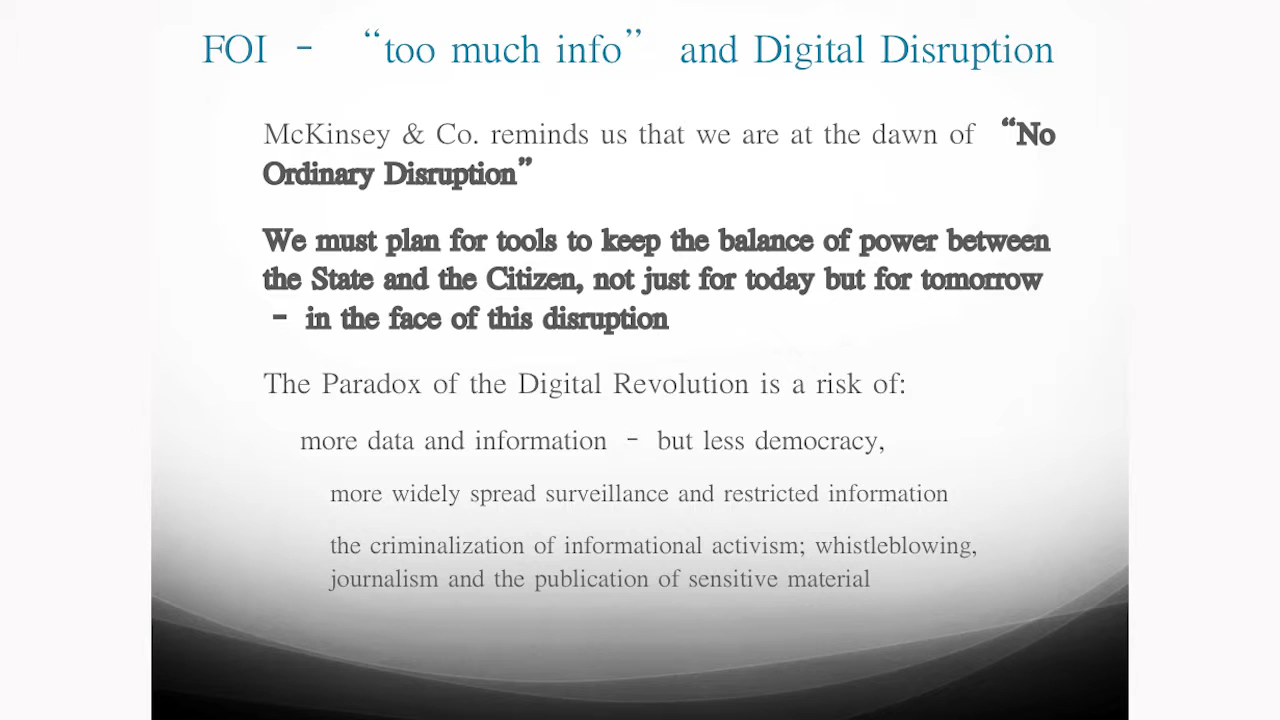 FOI - “too much info” and Digital Disruption
McKinsey & Co. reminds us that we are at the dawn of “No
Ordinary Disruption”
We must plan for tools to keep the balance of power between
the State and the Citizen, not just for today but for tomorrow
- in the face of this disruption
The Paradox of the Digital Revolution is a risk of:
more data and information - but less democracy,
more widely spread surveillance and restricted information
the criminalization of informational activism; whistleblowing,
journalism and the publication of sensitive material